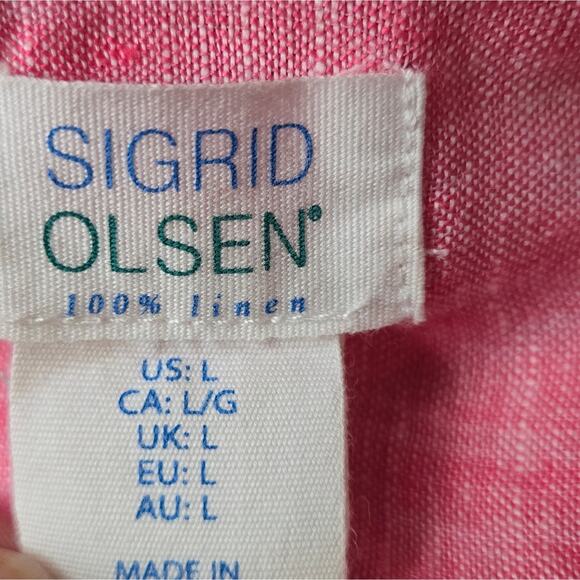 SIGRID
OLSEN®
100% linen
US: L
CA: L/G
UK: L
EU: L
AU: L
MADE IN